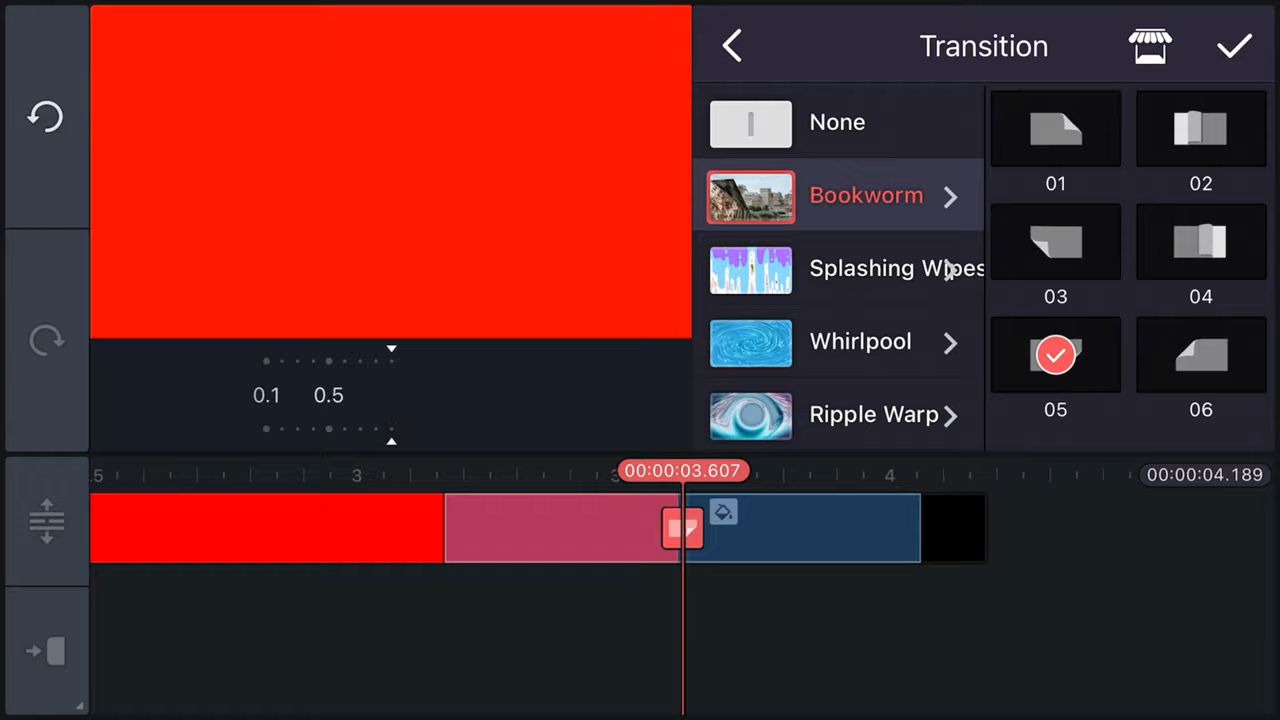 Transition
None
Bookworm
Splashing Wipes
Whirlpool
Ripple Warp
01
02
03
04
05
06
0.1
0.5
.5
3
3
00:00:03.607
4
00:00:04.189